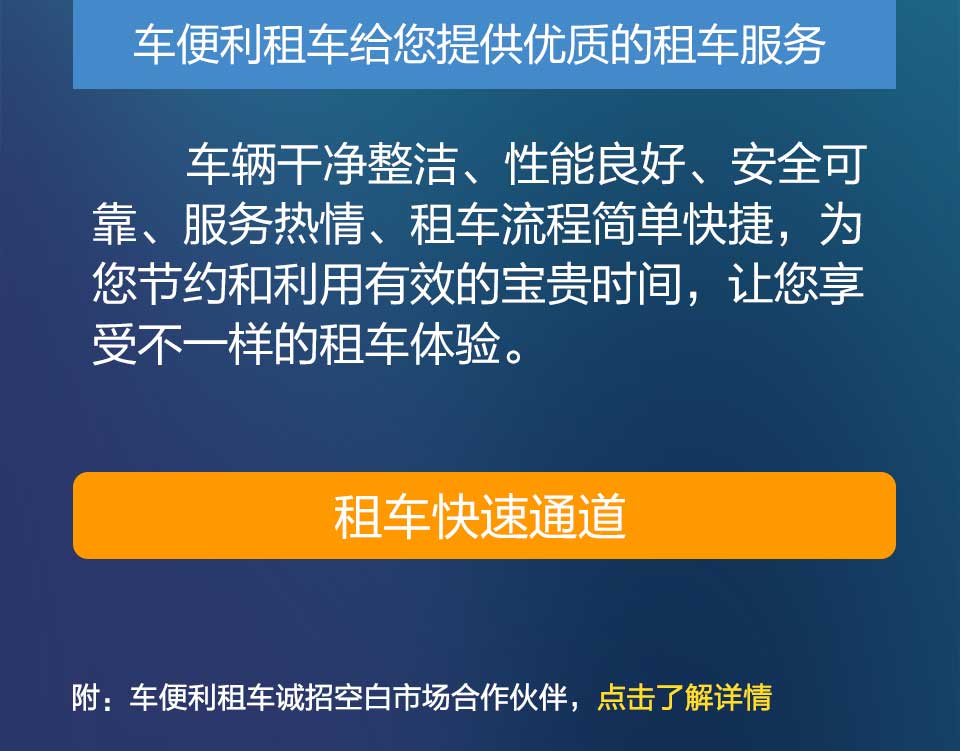 车便利租车给您提供优质的租车服务
车辆干净整洁、性能良好、安全可
靠、服务热情、租车流程简单快捷，为
您节约和利用有效的宝贵时间，让您享
受不一样的租车体验。
租车快速通道
附：车便利租车诚招空白市场合作伙伴，点击了解详情